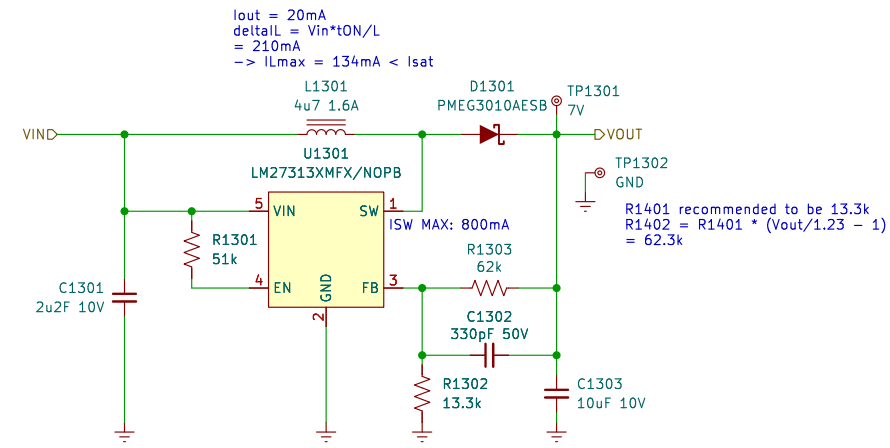 Iout = 20mA
deltaIL = Vin*tON/L
= 210mA
-> ILmax = 134mA < Isat
L1301
4u7 1.6A
D1301
PMEG3010AESB
TP1301
7V
VIN
VOUT
U1301
LM27313XMFX/NOPB
TP1302
GND
5
VIN
SW
1
ISW MAX: 800mA
R1401 recommended to be 13.3k
R1402 = R1401 * (Vout/1.23 - 1)
= 62.3k
R1301
51k
R1303
62k
4
EN
GND
FB
3
2
C1301
2u2F 10V
C1302
330pF 50V
R1302
13.3k
C1303
10uF 10V